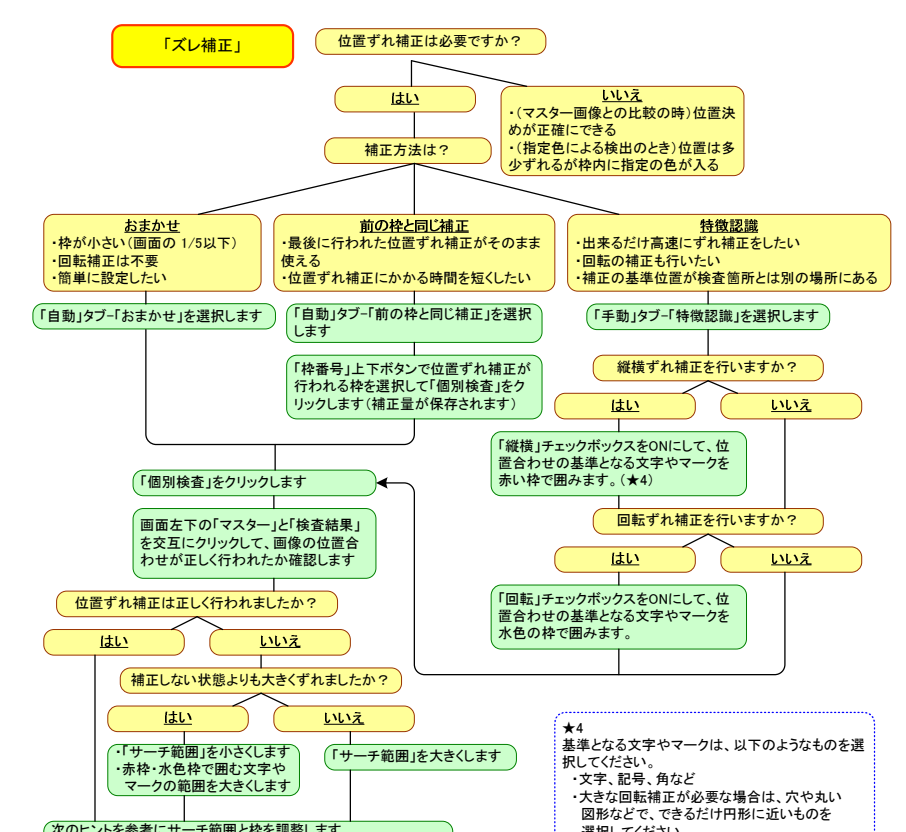 「ズレ補正」
位置ずれ補正は必要ですか?
はい
いいえ
・(マスター画像との比較の時)位置決
めが正確にできる
・(指定色による検出のとき)位置は多
少ずれるが枠内に指定の色が入る
補正方法は?
おまかせ
・枠が小さい(画面の 1/5以下)
・回転補正は不要
・簡単に設定したい
前の枠と同じ補正
・最後に行われた位置ずれ補正がそのまま
使える
・位置ずれ補正にかかる時間を短くしたい
特徴認識
・出来るだけ高速にずれ補正をしたい
・回転の補正も行いたい
・補正の基準位置が検査箇所とは別の場所にある
「自動」タブ-「おまかせ」を選択します
「自動」タブ-「前の枠と同じ補正」を選択
します
「手動」タブ-「特徴認識」を選択します
「枠番号」上下ボタンで位置ずれ補正が
行われる枠を選択して「個別検査」をク
リックします(補正量が保存されます)
縦横ずれ補正を行いますか?
はい
いいえ
「縦横」チェックボックスをONにして、位
置合わせの基準となる文字やマークを
赤い枠で囲みます。(★4)
「個別検査」をクリックします
画面左下の「マスター」と「検査結果」
を交互にクリックして、画像の位置合
わせが正しく行われたか確認します
回転ずれ補正を行いますか?
はい
いいえ
「回転」チェックボックスをONにして、位
置合わせの基準となる文字やマークを
水色の枠で囲みます。
位置ずれ補正は正しく行われましたか?
はい
いいえ
補正しない状態よりも大きくずれましたか?
はい
いいえ
・「サーチ範囲」を小さくします
・赤枠・水色枠で囲む文字や
マークの範囲を大きくします
「サーチ範囲」を大きくします
★4
基準となる文字やマークは、以下のようなものを選
択してください。
・文字、記号、角など
・大きな回転補正が必要な場合は、穴や丸い
図形などで、できるだけ円形に近いものを
選択してください
次のヒントを参考にサーチ範囲と枠を調整します